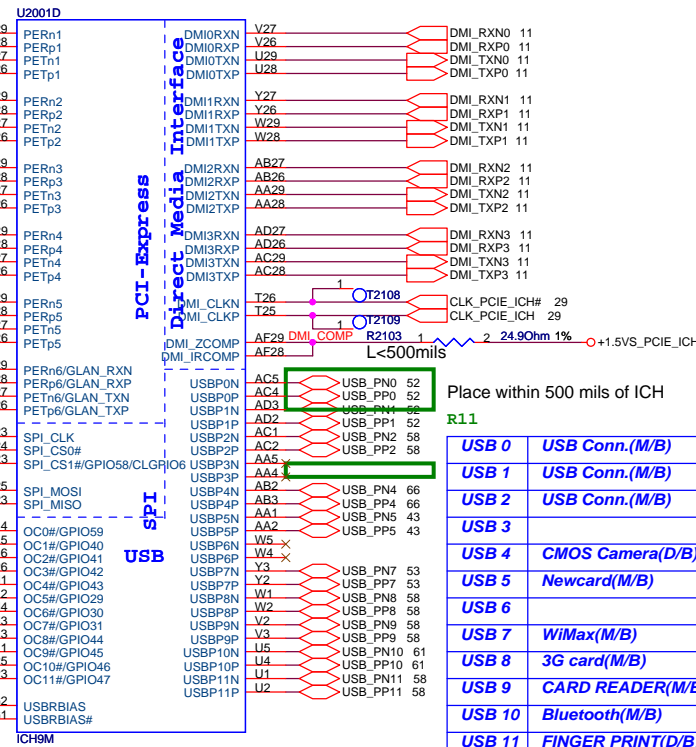 U2001D
PERn1 DMI0RXN V27 DMI_RXN0 11
PERp1 DMI0RXP V26 DMI_RXP0 11
PETn1 DMI0TXN U29 DMI_TXN0 11
PETp1 DMI0TXP U28 DMI_TXP0 11
PERn2 DMI1RXN Y27 DMI_RXN1 11
PERp2 DMI1RXP Y26 DMI_RXP1 11
PETn2 DMI1TXN W29 DMI_TXN1 11
PETp2 DMI1TXP W28 DMI_TXP1 11
PERn3 DMI2RXN AB27 DMI_RXN2 11
PERp3 DMI2RXP AB26 DMI_RXP2 11
PETn3 DMI2TXN AA29 DMI_TXN2 11
PETp3 DMI2TXP AA28 DMI_TXP2 11
PERn4 DMI3RXN AD27 DMI_RXN3 11
PERp4 DMI3RXP AD26 DMI_RXP3 11
PETn4 DMI3TXN AC29 DMI_TXN3 11
PETp4 DMI3TXP AC28 DMI_TXP3 11
PCI-Express
Direct Media Interface
1 T2108
PERn5 DMI_CLKN T26 CLK_PCIE_ICH# 29
PERp5 DMI_CLKP T25 CLK_PCIE_ICH 29
PETn5 1 T2109
PETp5 DMI_ZCOMP AF29 DMI_COMP R2103 1 2 24.9Ohm 1% +1.5VS_PCIE_ICH
DMI_IRCOMP AF28 L<500mils
PERn6/GLAN_RXN
PERp6/GLAN_RXP USBP0N AC5 USB_PN0 52
PETn6/GLAN_TXN USBP0P AC4 USB_PP0 52
PETp6/GLAN_TXP USBP1N AD3 USB_PN1 52
USBP1P AD2 USB_PP1 52
SPI_CLK USBP2N AC1 USB_PN2 58
SPI_CS0# USBP2P AC2 USB_PP2 58
SPI_CS1#/GPIO58/CLGPIO6 USBP3N AA5
USBP3P AA4
SPI_MOSI USBP4N AB2 USB_PN4 66
SPI_MISO USBP4P AB3 USB_PP4 66
SPI
USBP5N AA1 USB_PN5 43
OC0#/GPIO59 USBP5P AA2 USB_PP5 43
OC1#/GPIO40 USBP6N W5
OC2#/GPIO41 USBP6P W4
USB
OC3#/GPIO42 USBP7N Y3 USB_PN7 53
OC4#/GPIO43 USBP7P Y2 USB_PP7 53
OC5#/GPIO29 USBP8N W1 USB_PN8 58
OC6#/GPIO30 USBP8P W2 USB_PP8 58
OC7#/GPIO31 USBP9N V2 USB_PN9 58
OC8#/GPIO44 USBP9P V3 USB_PP9 58
OC9#/GPIO45 USBP10N U5 USB_PN10 61
OC10#/GPIO46 USBP10P U4 USB_PP10 61
OC11#/GPIO47 USBP11N U1 USB_PN11 58
USBP11P U2 USB_PP11 58
USBRBIAS
USBRBIAS#
ICH9M
Place within 500 mils of ICH
R11
USB 0 USB Conn.(M/B)
USB 1 USB Conn.(M/B)
USB 2 USB Conn.(M/B)
USB 3
USB 4 CMOS Camera(D/B)
USB 5 Newcard(M/B)
USB 6
USB 7 WiMax(M/B)
USB 8 3G card(M/B)
USB 9 CARD READER(M/B
USB 10 Bluetooth(M/B)
USB 11 FINGER PRINT(D/B